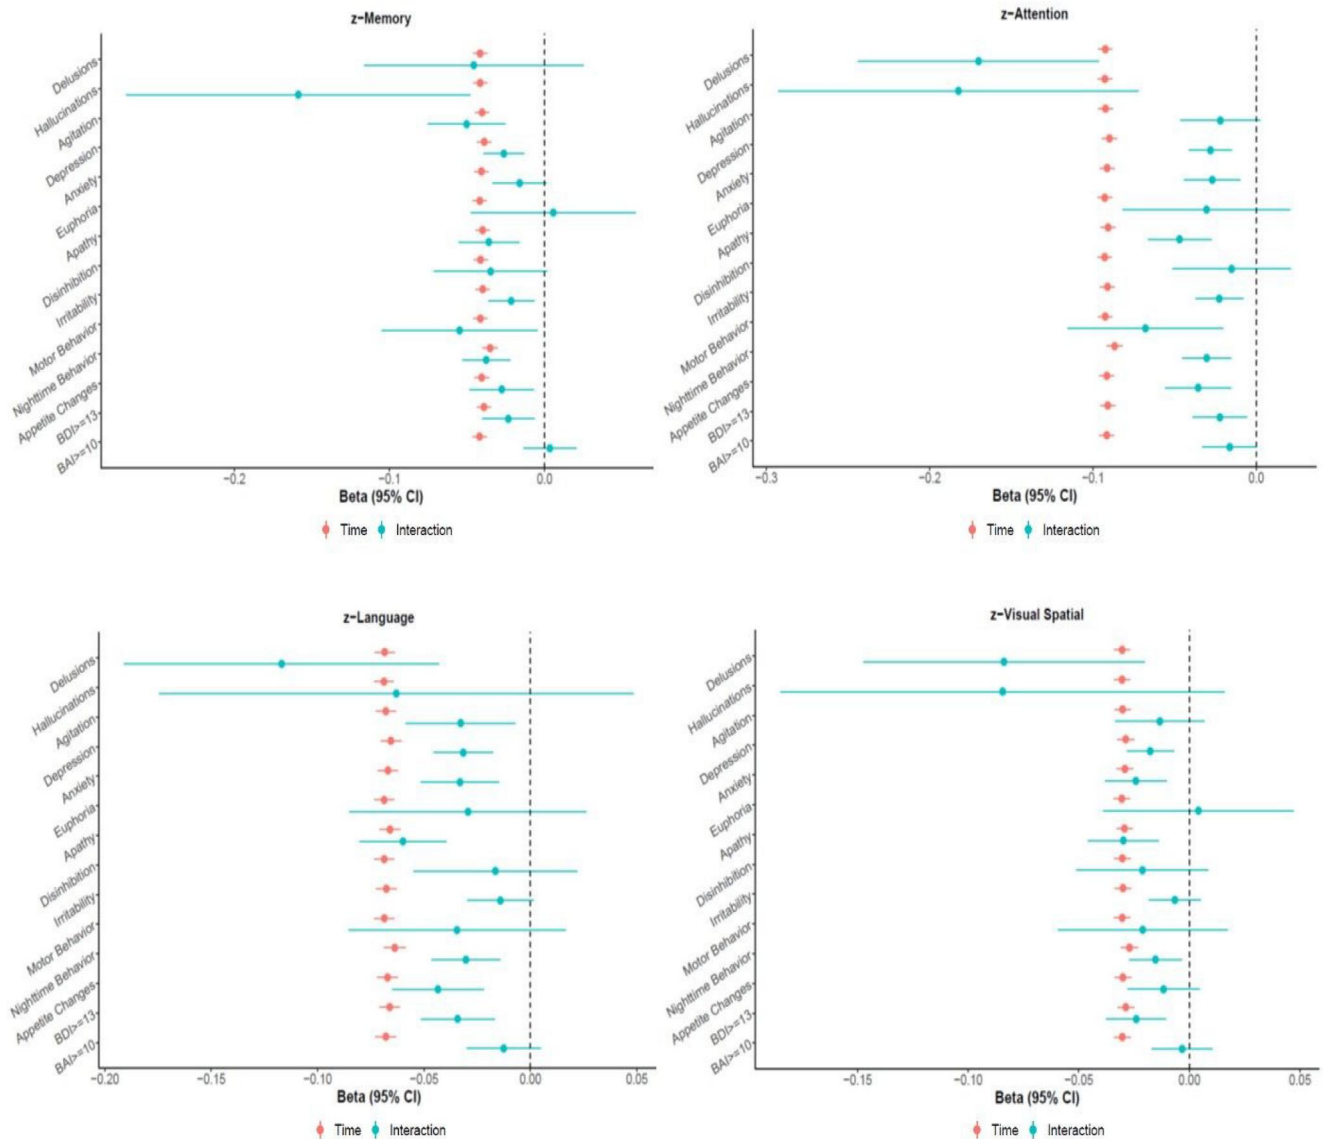 z-Memory
Delusions
Hallucinations
Agitation
Depression
Anxiety
Euphoria
Apathy
Disinhibition
Irritability
Motor Behavior
Nighttime Behavior
Appetite Changes
BDI>=13
BAI>=10
-0.2 -0.1 0.0
Beta (95% CI)
Time Interaction
z-Attention
Delusions
Hallucinations
Agitation
Depression
Anxiety
Euphoria
Apathy
Disinhibition
Irritability
Motor Behavior
Nighttime Behavior
Appetite Changes
BDI>=13
BAI>=10
-0.3 -0.2 -0.1 0.0
Beta (95% CI)
Time Interaction
z-Language
Delusions
Hallucinations
Agitation
Depression
Anxiety
Euphoria
Apathy
Disinhibition
Irritability
Motor Behavior
Nighttime Behavior
Appetite Changes
BDI>=13
BAI>=10
-0.20 -0.15 -0.10 -0.05 0.00 0.05
Beta (95% CI)
Time Interaction
z-Visual Spatial
Delusions
Hallucinations
Agitation
Depression
Anxiety
Euphoria
Apathy
Disinhibition
Irritability
Motor Behavior
Nighttime Behavior
Appetite Changes
BDI>=13
BAI>=10
-0.15 -0.10 -0.05 0.00 0.05
Beta (95% CI)
Time Interaction